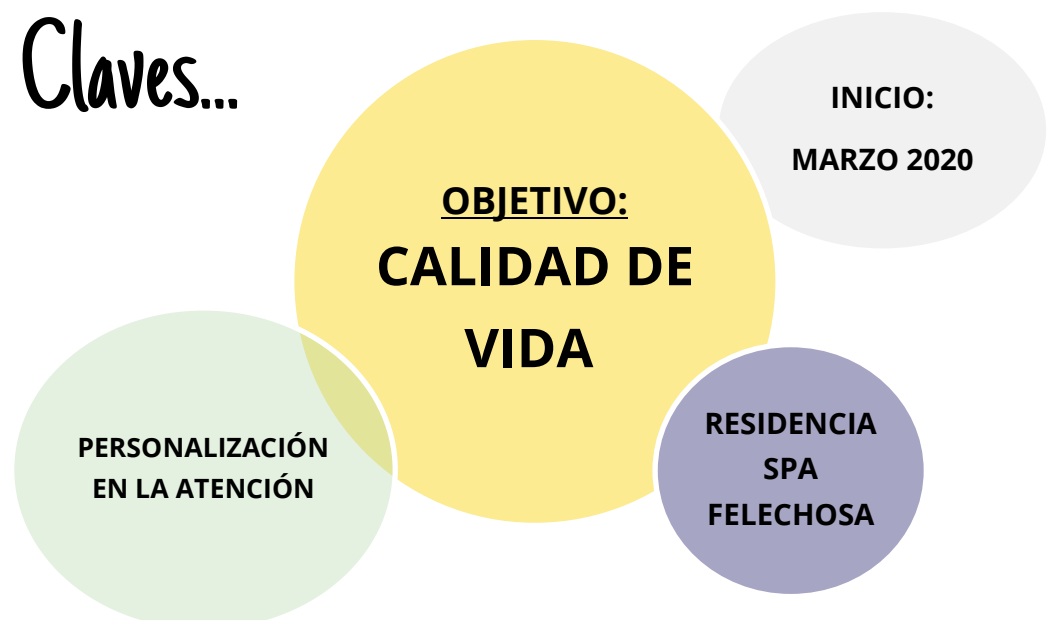 Claves...
INICIO:
MARZO 2020
OBJETIVO:
CALIDAD DE
VIDA
PERSONALIZACIÓN
EN LA ATENCIÓN
RESIDENCIA
SPA
FELECHOSA